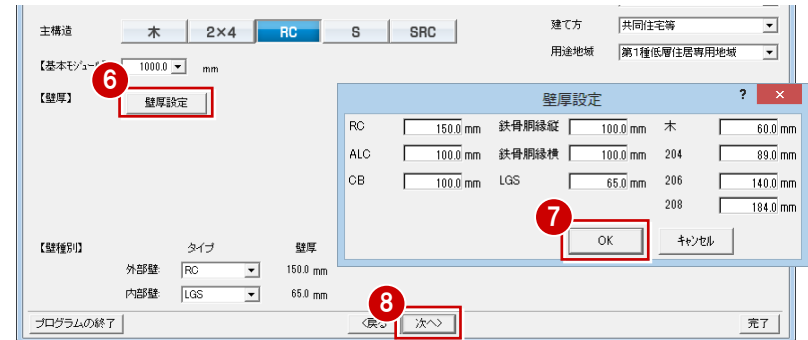 主構造 木 2×4 RC S SRC 建て方 共同住宅等
用途地域 第1種低層住居専用地域
【基本モジュール 1000.0 mm
6
【壁厚】 壁厚設定
壁厚設定 ? ×
RC 150.0 mm 鉄骨胴縁縦 100.0 mm 木 60.0 mm
ALC 100.0 mm 鉄骨胴縁横 100.0 mm 204 89.0 mm
CB 100.0 mm LGS 65.0 mm 206 140.0 mm
208 184.0 mm
7
OK キャンセル
【壁種別】 タイプ 壁厚
外部壁: RC 150.0 mm
内部壁: LGS 65.0 mm
8
プログラムの終了 <戻る 次へ> 完了